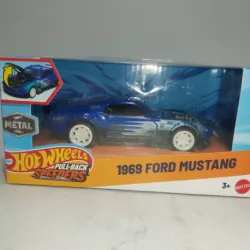 METAL
HOT WHEELS
PULL-BACK
SPEEDERS
1969 FORD MUSTANG
3+
MATTEL